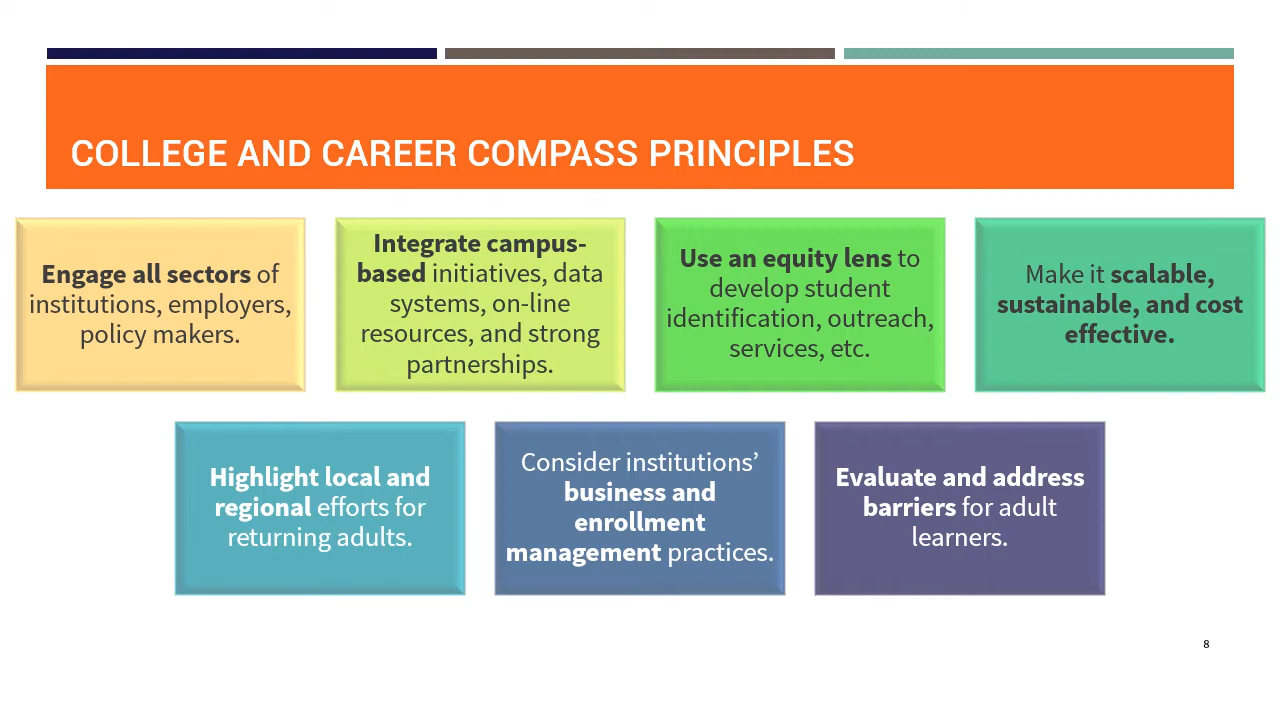 COLLEGE AND CAREER COMPASS PRINCIPLES
Engage all sectors of
institutions, employers,
policy makers.
Integrate campus-
based initiatives, data
systems, on-line
resources, and strong
partnerships.
Use an equity lens to
develop student
identification, outreach,
services, etc.
Make it scalable,
sustainable, and cost
effective.
Highlight local and
regional efforts for
returning adults.
Consider institutions’
business and
enrollment
management practices.
Evaluate and address
barriers for adult
learners.
8